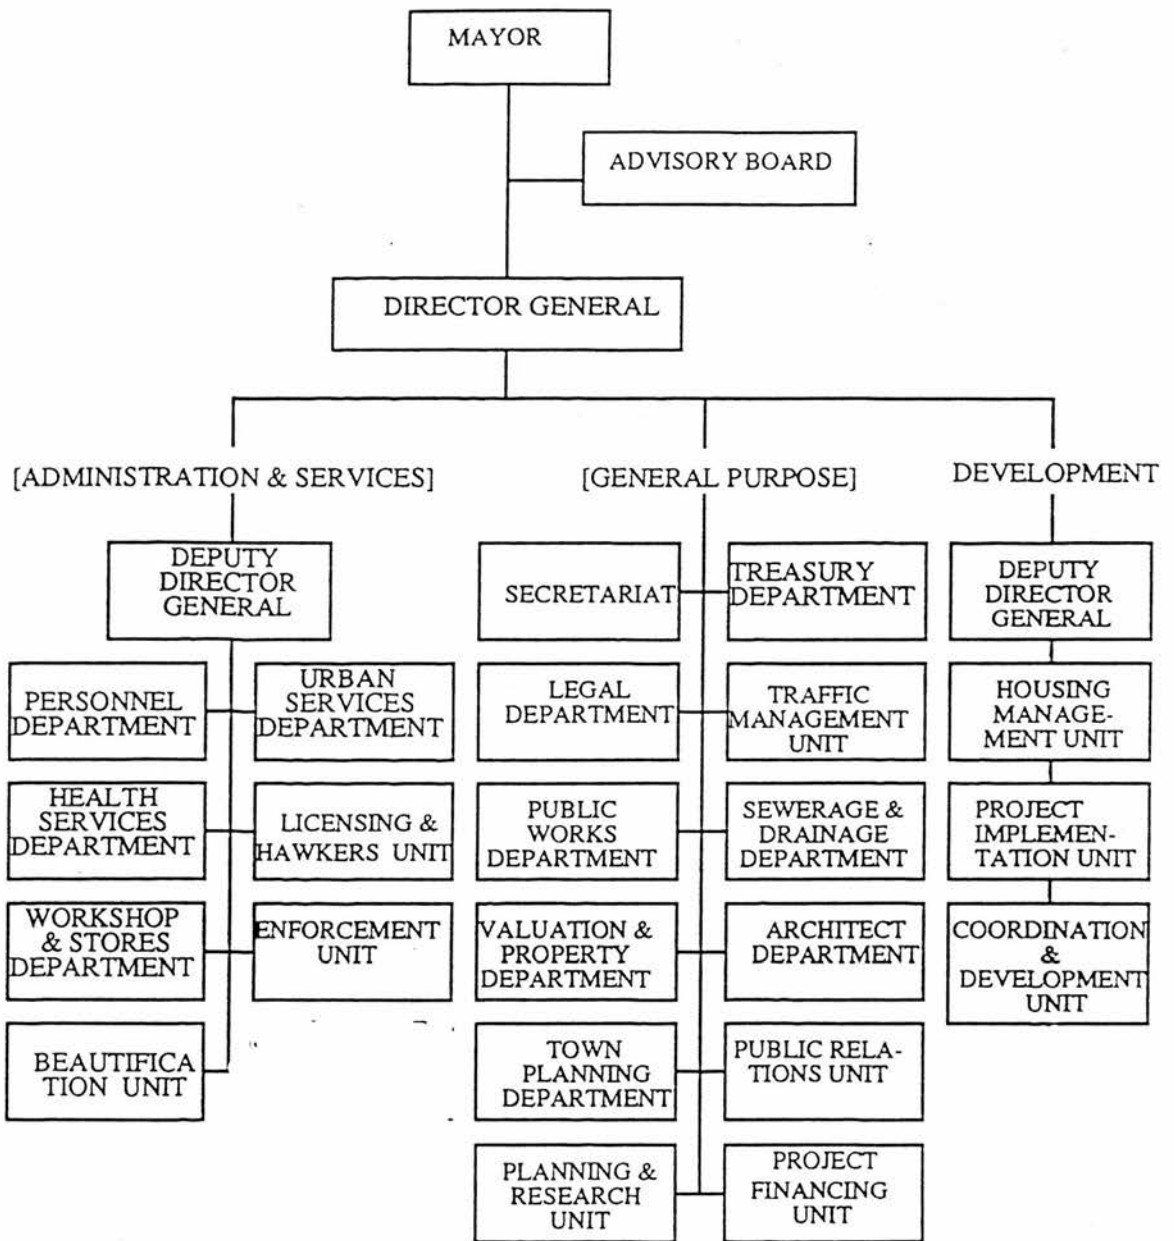 MAYOR
ADVISORY BOARD
DIRECTOR GENERAL
[ADMINISTRATION & SERVICES]
[GENERAL PURPOSE]
DEVELOPMENT
DEPUTY
DIRECTOR
GENERAL
SECRETARIAT
TREASURY
DEPARTMENT
DEPUTY
DIRECTOR
GENERAL
PERSONNEL
DEPARTMENT
URBAN
SERVICES
DEPARTMENT
LEGAL
DEPARTMENT
TRAFFIC
MANAGEMENT
UNIT
HOUSING
MANAGE-
MENT UNIT
HEALTH
SERVICES
DEPARTMENT
LICENSING &
HAWKERS UNIT
PUBLIC
WORKS
DEPARTMENT
SEWERAGE &
DRAINAGE
DEPARTMENT
PROJECT
IMPLEMEN-
TATION UNIT
WORKSHOP
& STORES
DEPARTMENT
ENFORCEMENT
UNIT
VALUATION &
PROPERTY
DEPARTMENT
ARCHITECT
DEPARTMENT
COORDINATION
&
DEVELOPMENT
UNIT
BEAUTIFICA
TION UNIT
TOWN
PLANNING
DEPARTMENT
PUBLIC RELA-
TIONS UNIT
PLANNING &
RESEARCH
UNIT
PROJECT
FINANCING
UNIT